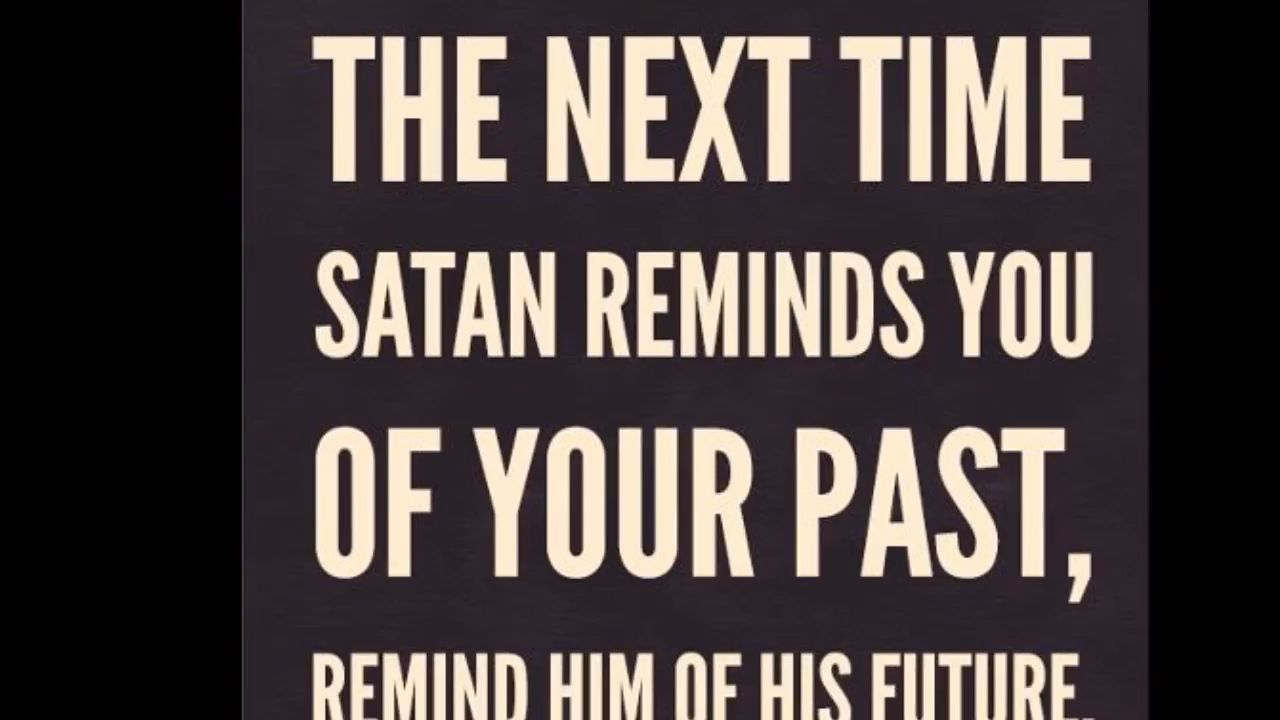 THE NEXT TIME
SATAN REMINDS YOU
OF YOUR PAST,
REMIND HIM OF HIS FUTURE.